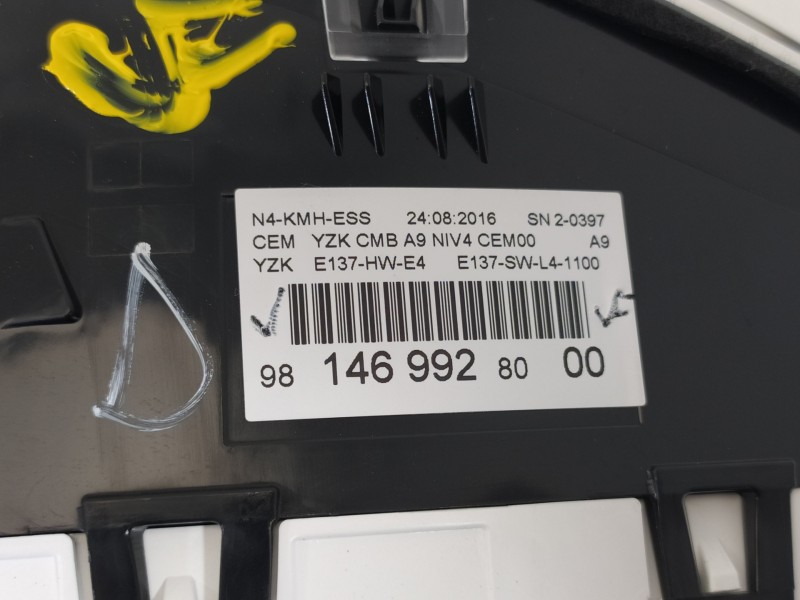 N4-KMH-ESS 24:08:2016 SN 2-0397
CEM YZK CMB A9 NIV4 CEM00 A9
YZK E137-HW-E4 E137-SW-L4-1100
98 146 992 80 00
D